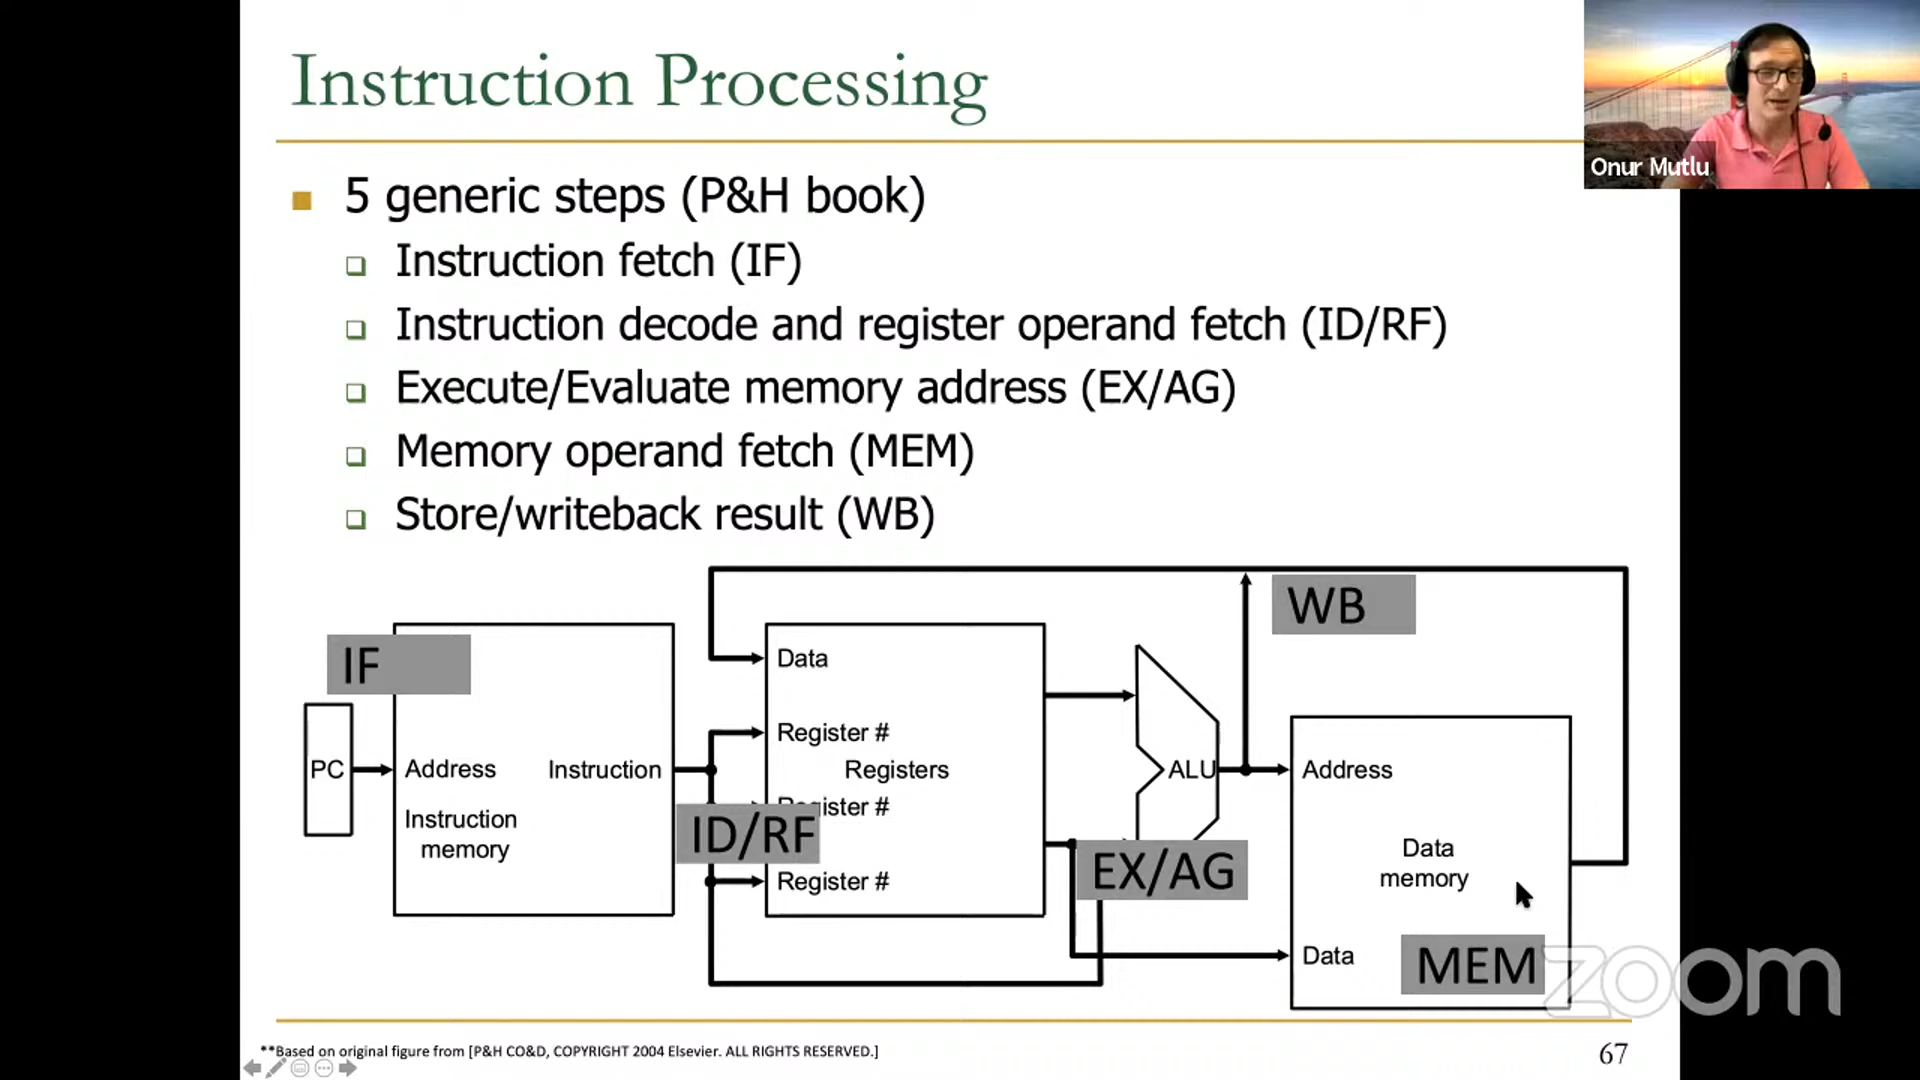 Instruction Processing
Onur Mutlu
5 generic steps (P&H book)
Instruction fetch (IF)
Instruction decode and register operand fetch (ID/RF)
Execute/Evaluate memory address (EX/AG)
Memory operand fetch (MEM)
Store/writeback result (WB)
WB
IF
Data
Register #
PC
Address
Instruction
Registers
ALU
Address
Register #
Instruction
memory
ID/RF
Data
memory
EX/AG
Register #
Data
MEM
zoom
**Based on original figure from [P&H CO&D, COPYRIGHT 2004 Elsevier. ALL RIGHTS RESERVED.]
67